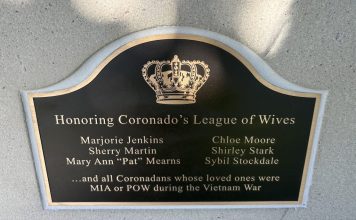 Honoring Coronado's League of Wives
Marjorie Jenkins Chloe Moore
Sherry Martin Shirley Stark
Mary Ann "Pat" Mearns Sybil Stockdale
...and all Coronadans whose loved ones were
MIA or POW during the Vietnam War